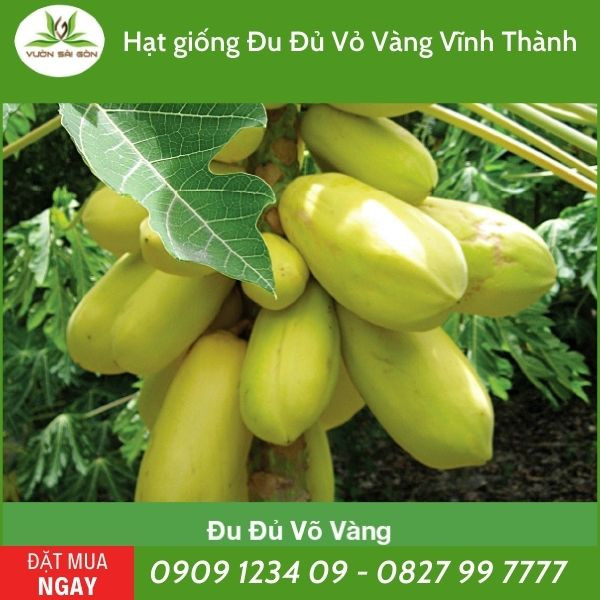 VƯỜN SÀI GÒN
Hạt giống Đu Đủ Vỏ Vàng Vĩnh Thành
Đu Đủ Võ Vàng
ĐẶT MUA
NGAY
0909 1234 09 - 0827 99 7777